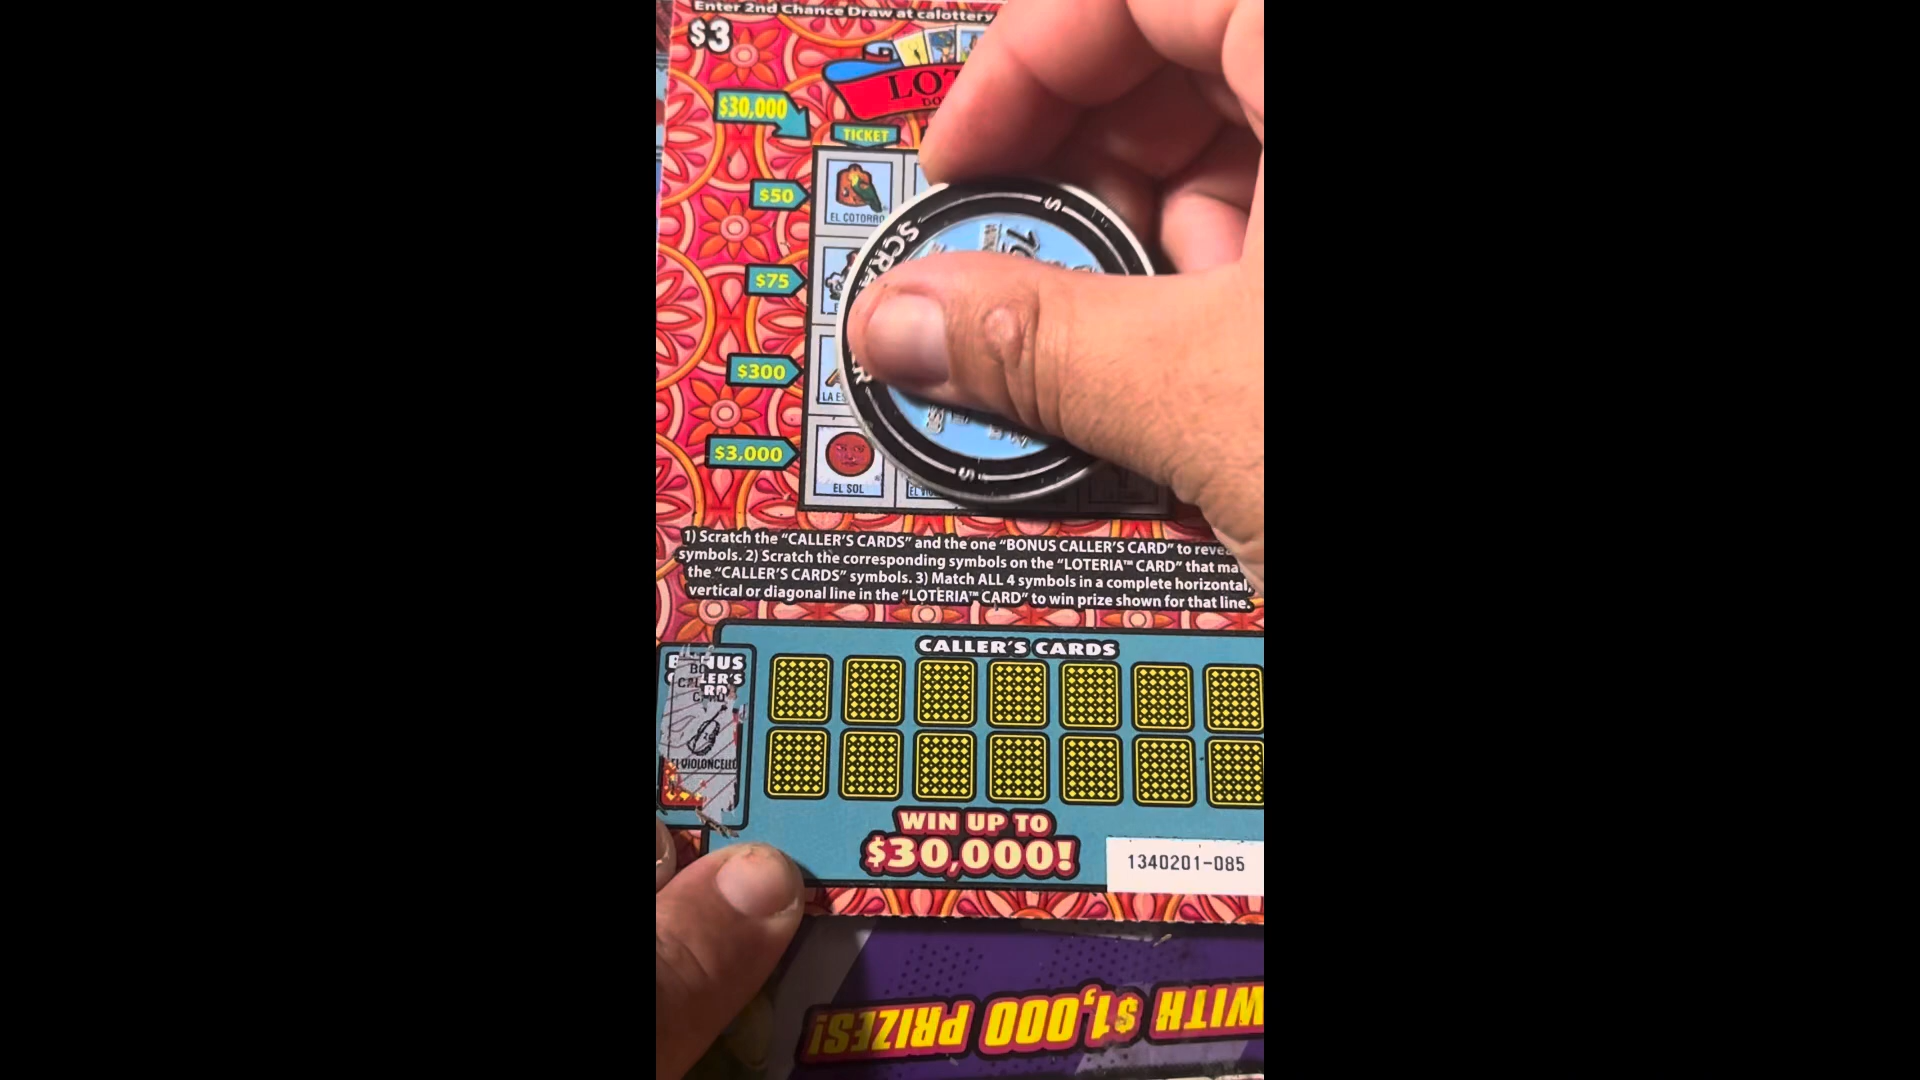 Enter 2nd Chance Draw at calottery
$3
$30,000
TICKET
$50
EL COTORRO
$75
$300
$3,000
EL SOL
1) Scratch the “CALLER’S CARDS” and the one “BONUS CALLER’S CARD” to
symbols. 2) Scratch the corresponding symbols on the “LOTERIA™ CARD” that
the “CALLER’S CARDS” symbols. 3) Match ALL 4 symbols in a complete horizontal,
vertical or diagonal line in the “LOTERIA™ CARD” to win prize shown for that line.
CALLER’S CARDS
EL VIOLONCELLO
WIN UP TO
$30,000!
1340201-085
WITH $1,000 PRIZES!